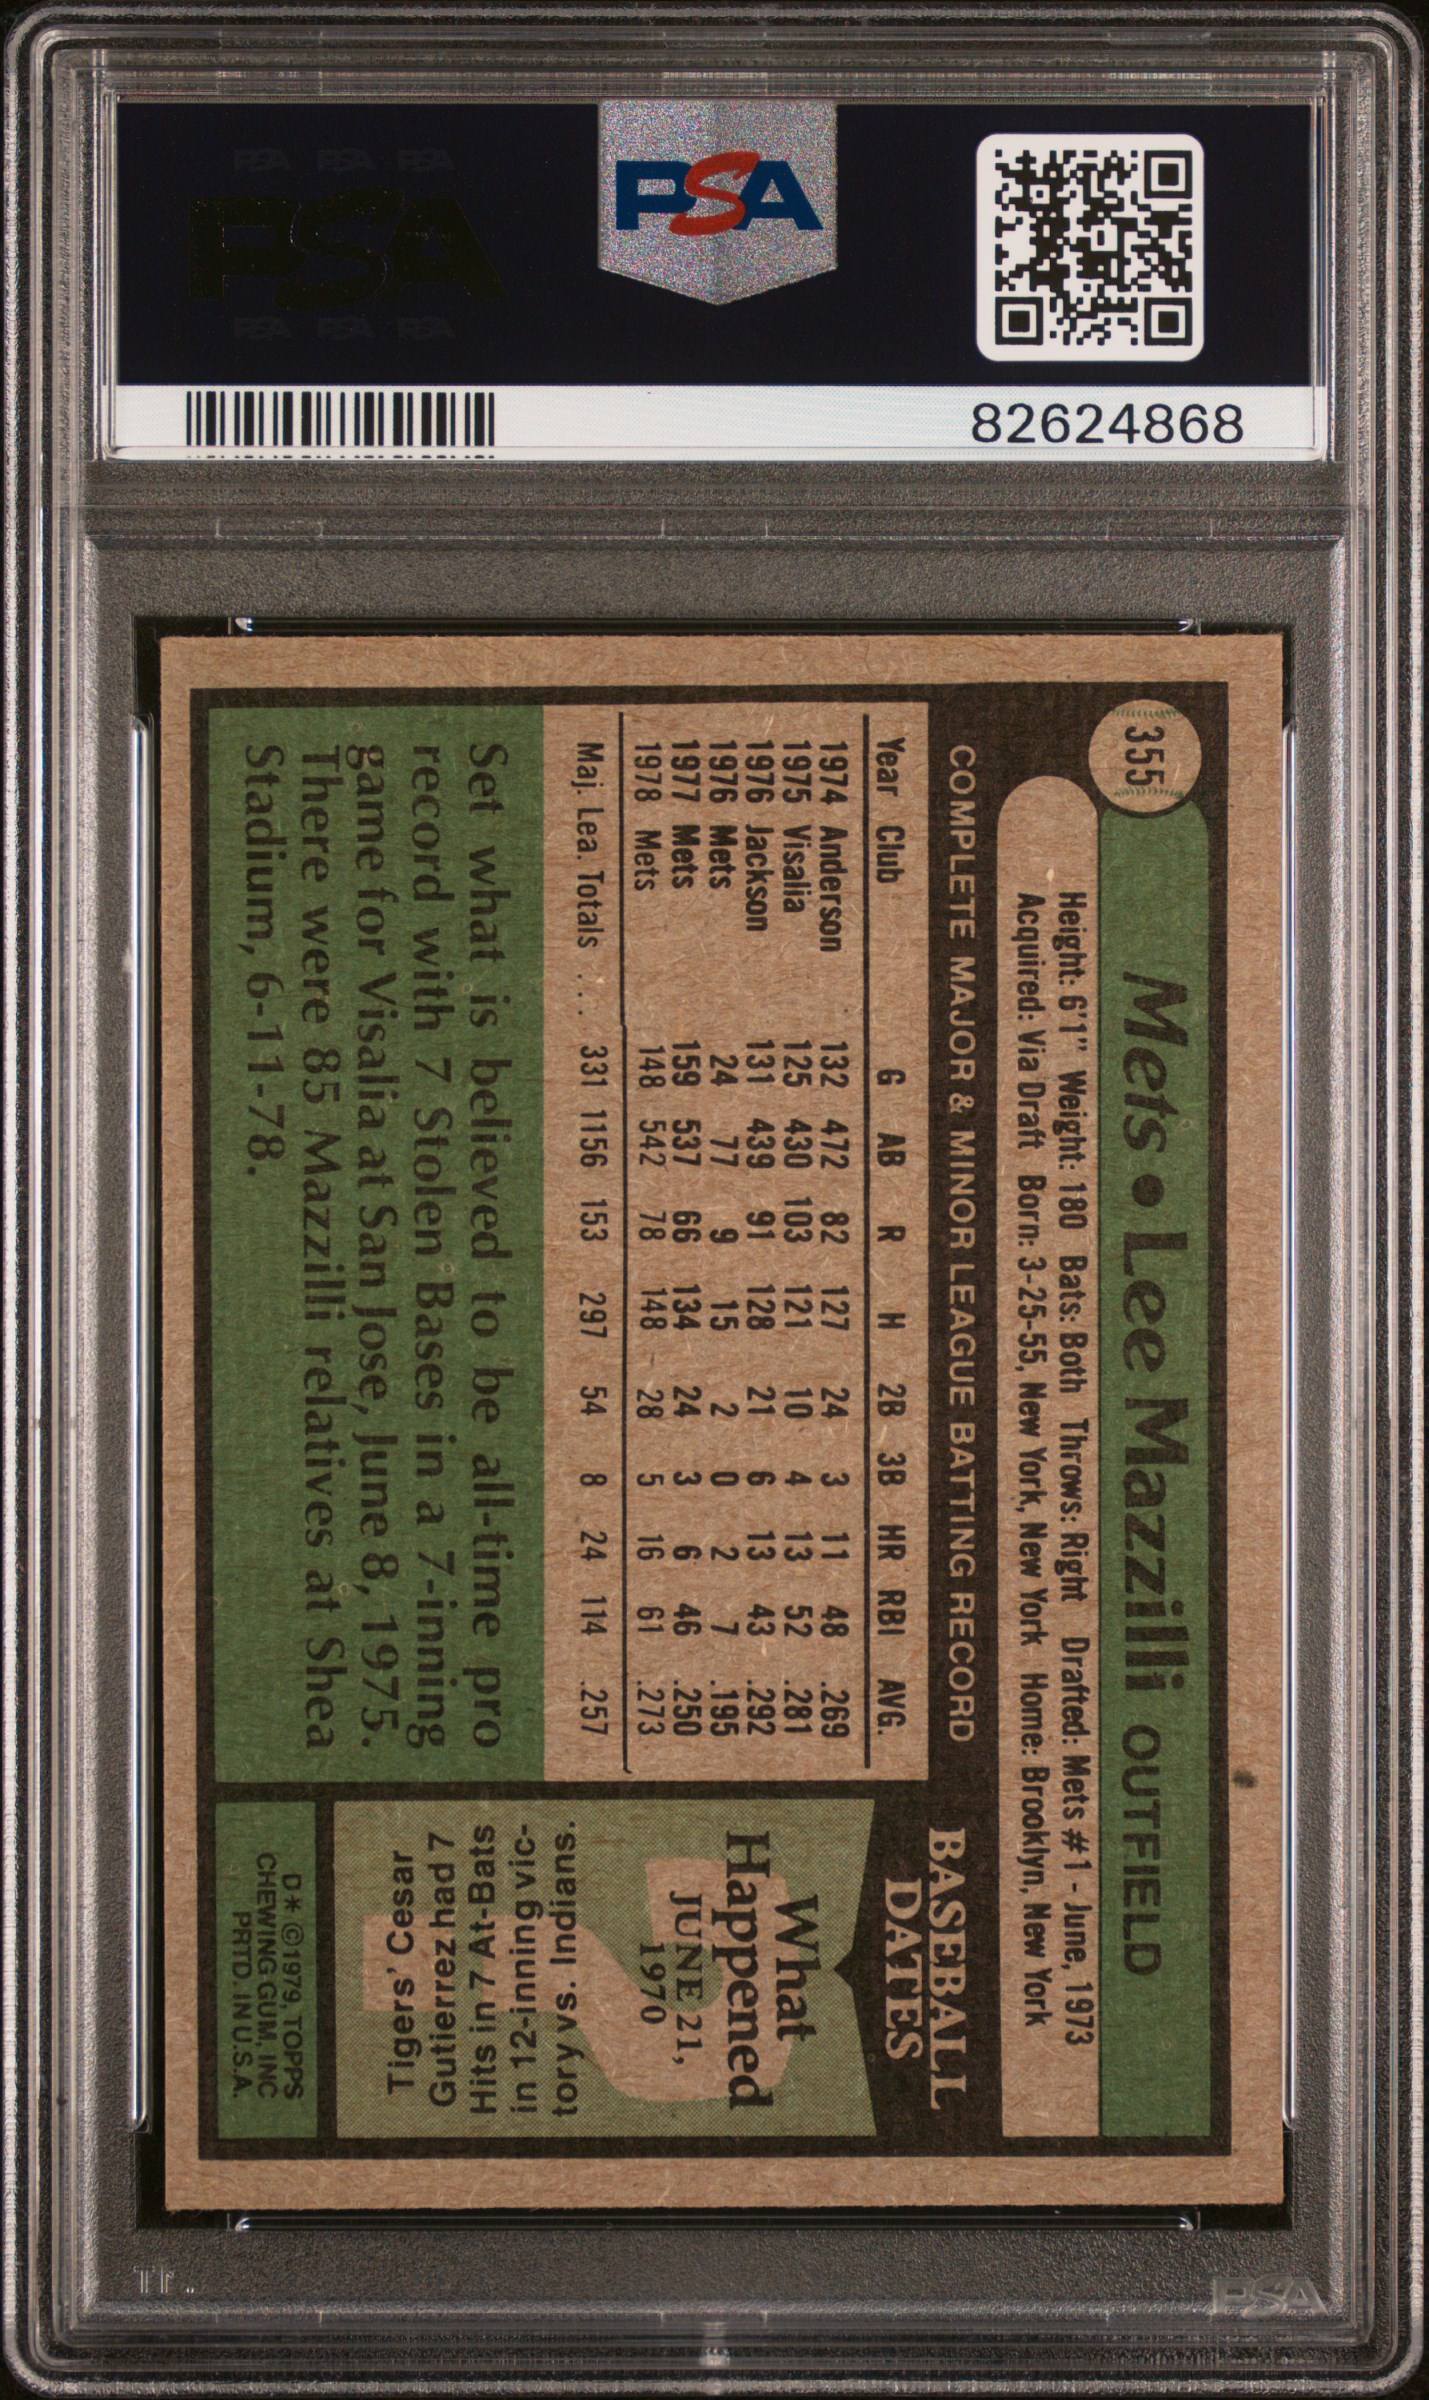 PSA PSA PSA
PSA
PSA PSA PSA
PSA
82624868
355
Mets • Lee Mazzilli OUTFIELD
Height: 6'1" Weight: 180 Bats: Both Throws: Right Drafted: Mets #1 - June, 1973
Acquired: Via Draft Born: 3-25-55, New York, New York Home: Brooklyn, New York
COMPLETE MAJOR & MINOR LEAGUE BATTING RECORD
Year Club G AB R H 2B 3B HR RBI AVG.
1974 Anderson 132 472 82 127 24 3 11 48 .269
1975 Visalia 125 430 103 121 10 4 13 52 .281
1976 Jackson 131 439 91 128 21 6 13 43 .292
1976 Mets 24 77 9 15 2 0 2 7 .195
1977 Mets 159 537 66 134 24 3 6 46 .250
1978 Mets 148 542 78 148 28 5 16 61 .273
Maj. Lea. Totals ... 331 1156 153 297 54 8 24 114 .257
Set what is believed to be all-time pro
record with 7 Stolen Bases in a 7-inning
game for Visalia at San Jose, June 8, 1975.
There were 85 Mazzilli relatives at Shea
Stadium, 6-11-78.
BASEBALL
DATES
What
Happened
JUNE 21,
1970
Tigers' Cesar
Gutierrez had 7
Hits in 7 At-Bats
in 12-inning vic-
tory vs. Indians.
D* ©1979, TOPPS
CHEWING GUM, INC
PRTD. IN U.S.A.
PSA